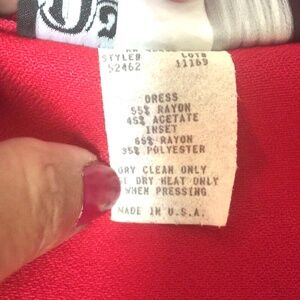 STYLE# LOT#
52462 11169
DRESS
55% RAYON
45% ACETATE
INSET
65% RAYON
35% POLYESTER
DRY CLEAN ONLY
DRY HEAT ONLY
WHEN PRESSING
MADE IN U.S.A.